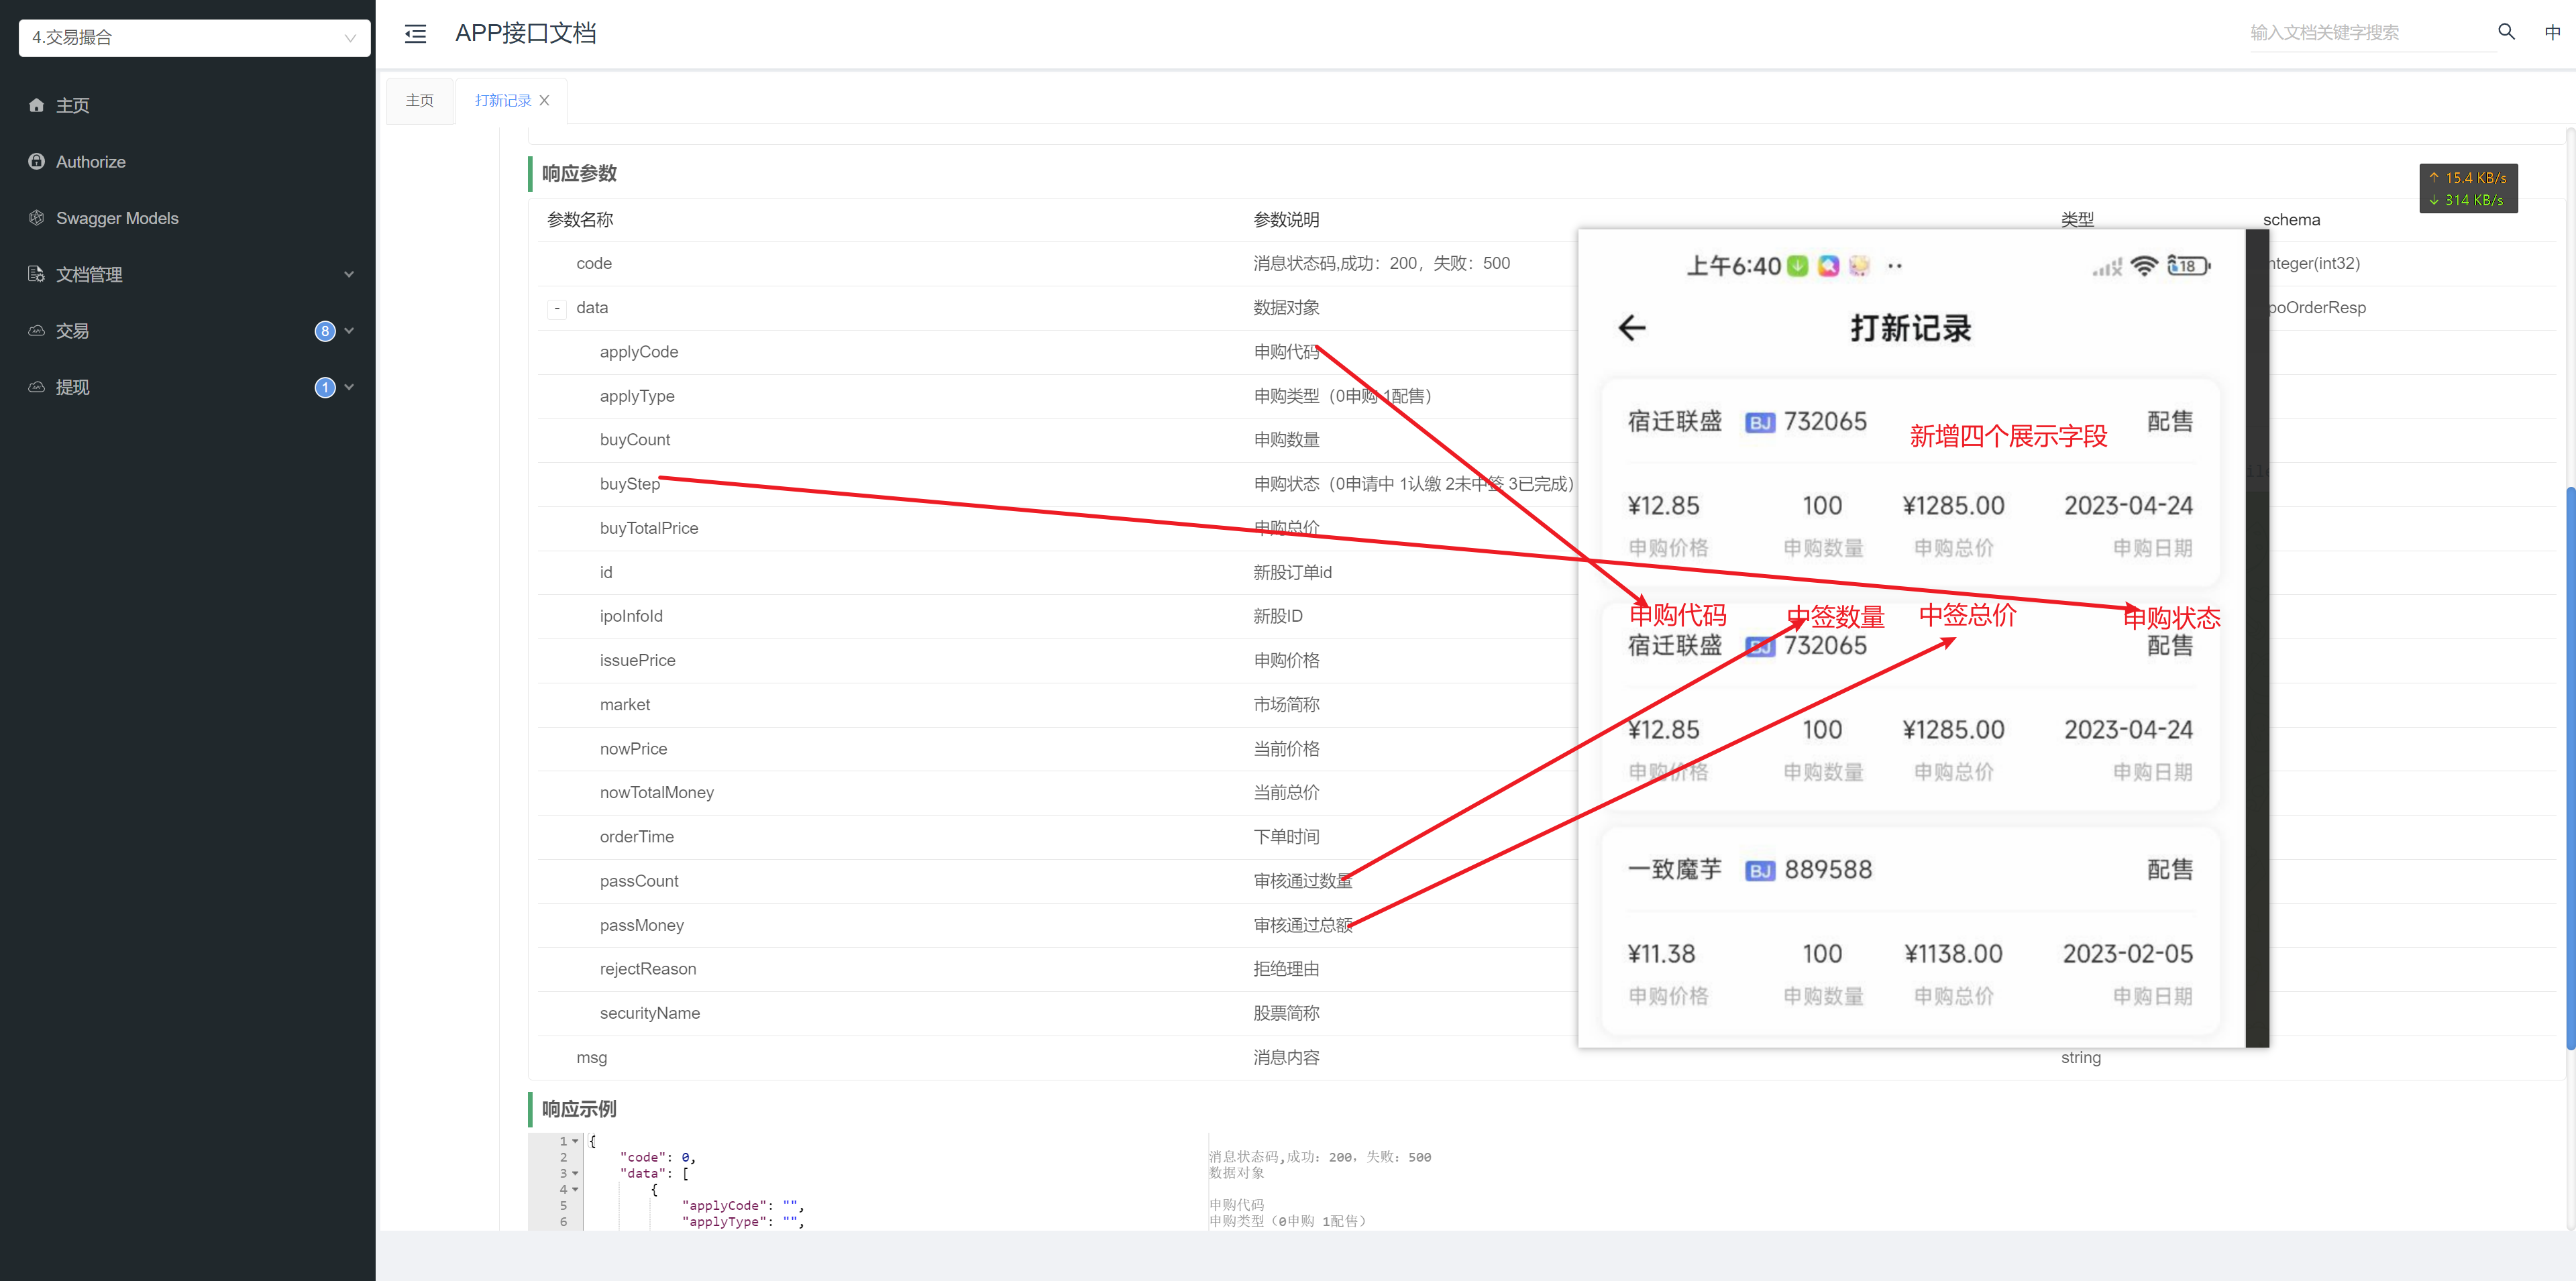 4.交易撮合
APP接口文档
输入文档关键字搜索
中
主页
Authorize
Swagger Models
文档管理
交易
8
提现
1
主页
打新记录
响应参数
↑ 15.4 KB/s
↓ 314 KB/s
参数名称 参数说明 类型 schema
code 消息状态码,成功：200，失败：500 nteger(int32)
- data 数据对象 poOrderResp
applyCode 申购代码
applyType 申购类型（0申购 1配售）
buyCount 申购数量
buyStep 申购状态（0申请中 1认缴 2未中签 3已完成）
buyTotalPrice 申购总价
id 新股订单id
ipoInfoId 新股ID
issuePrice 申购价格
market 市场简称
nowPrice 当前价格
nowTotalMoney 当前总价
orderTime 下单时间
passCount 审核通过数量
passMoney 审核通过总额
rejectReason 拒绝理由
securityName 股票简称
msg 消息内容 string
上午6:40
18
打新记录
宿迁联盛 BJ 732065 配售
新增四个展示字段
¥12.85 100 ¥1285.00 2023-04-24
申购价格 申购数量 申购总价 申购日期
申购代码 中签数量 中签总价 申购状态
宿迁联盛 BJ 732065 配售
¥12.85 100 ¥1285.00 2023-04-24
申购价格 申购数量 申购总价 申购日期
一致魔芋 BJ 889588 配售
¥11.38 100 ¥1138.00 2023-02-05
申购价格 申购数量 申购总价 申购日期
响应示例
1 {
2 "code": 0, 消息状态码,成功：200，失败：500
3 "data": [ 数据对象
4 {
5 "applyCode": "", 申购代码
6 "applyType": "", 申购类型（0申购 1配售）